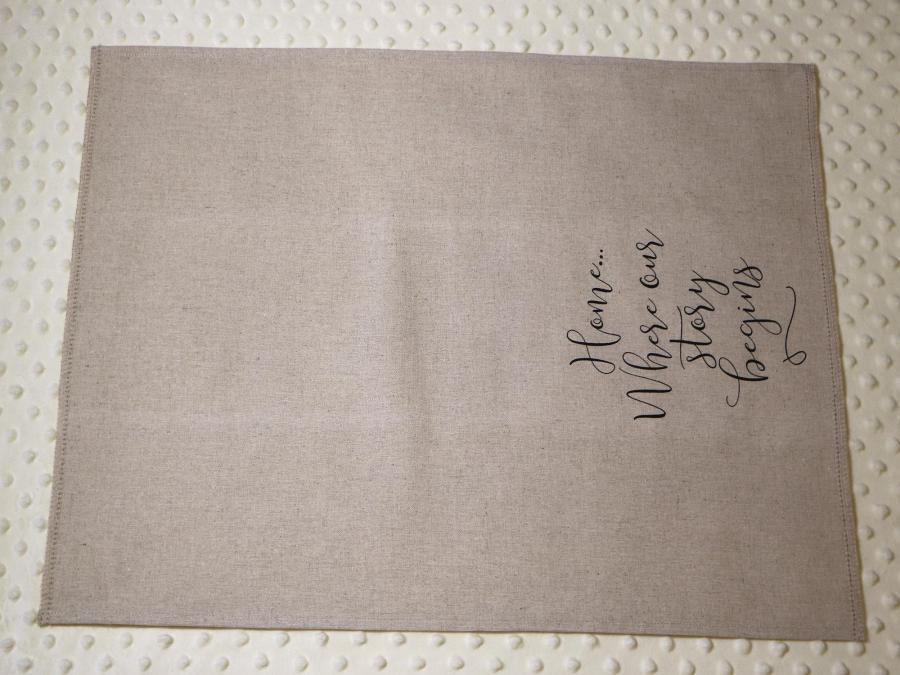 Home...
Where our
story
begins